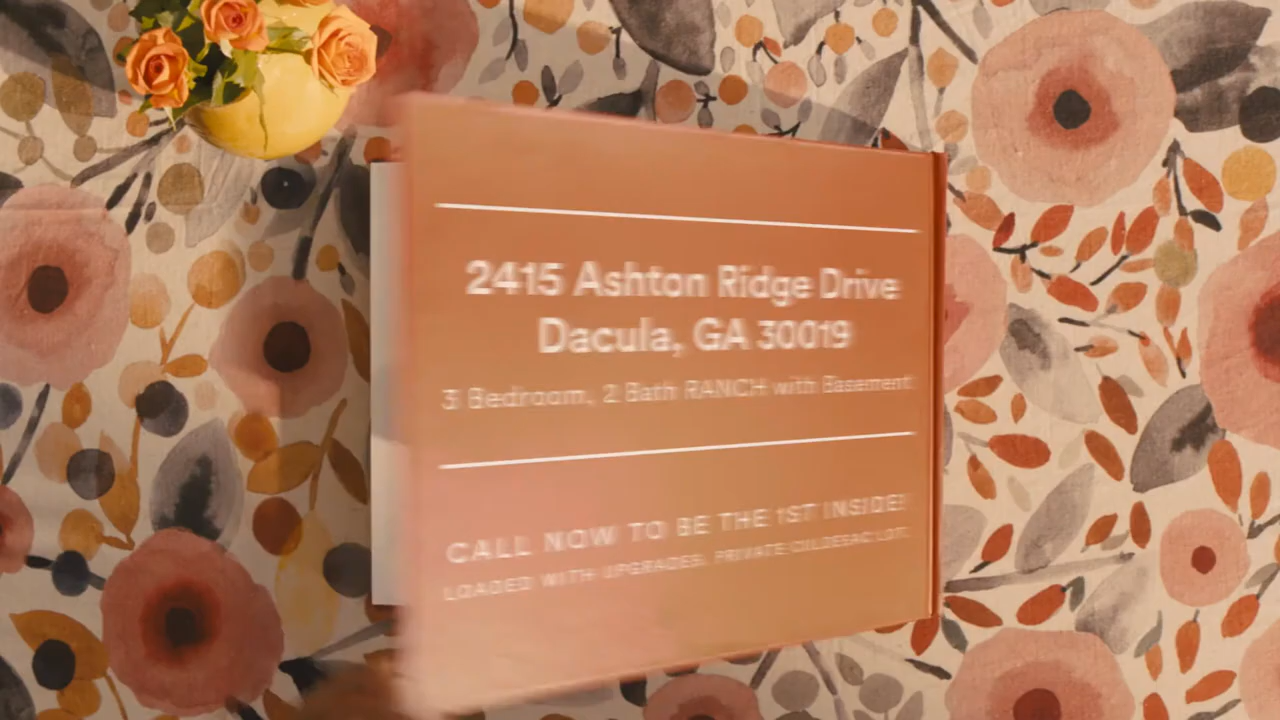 2415 Ashton Ridge Drive
Dacula, GA 30019
3 Bedroom, 2 Bath RANCH with Basement
CALL NOW TO BE THE 1ST INSIDE!
LOADED WITH UPGRADES. PRIVATE CULDESAC LOT.